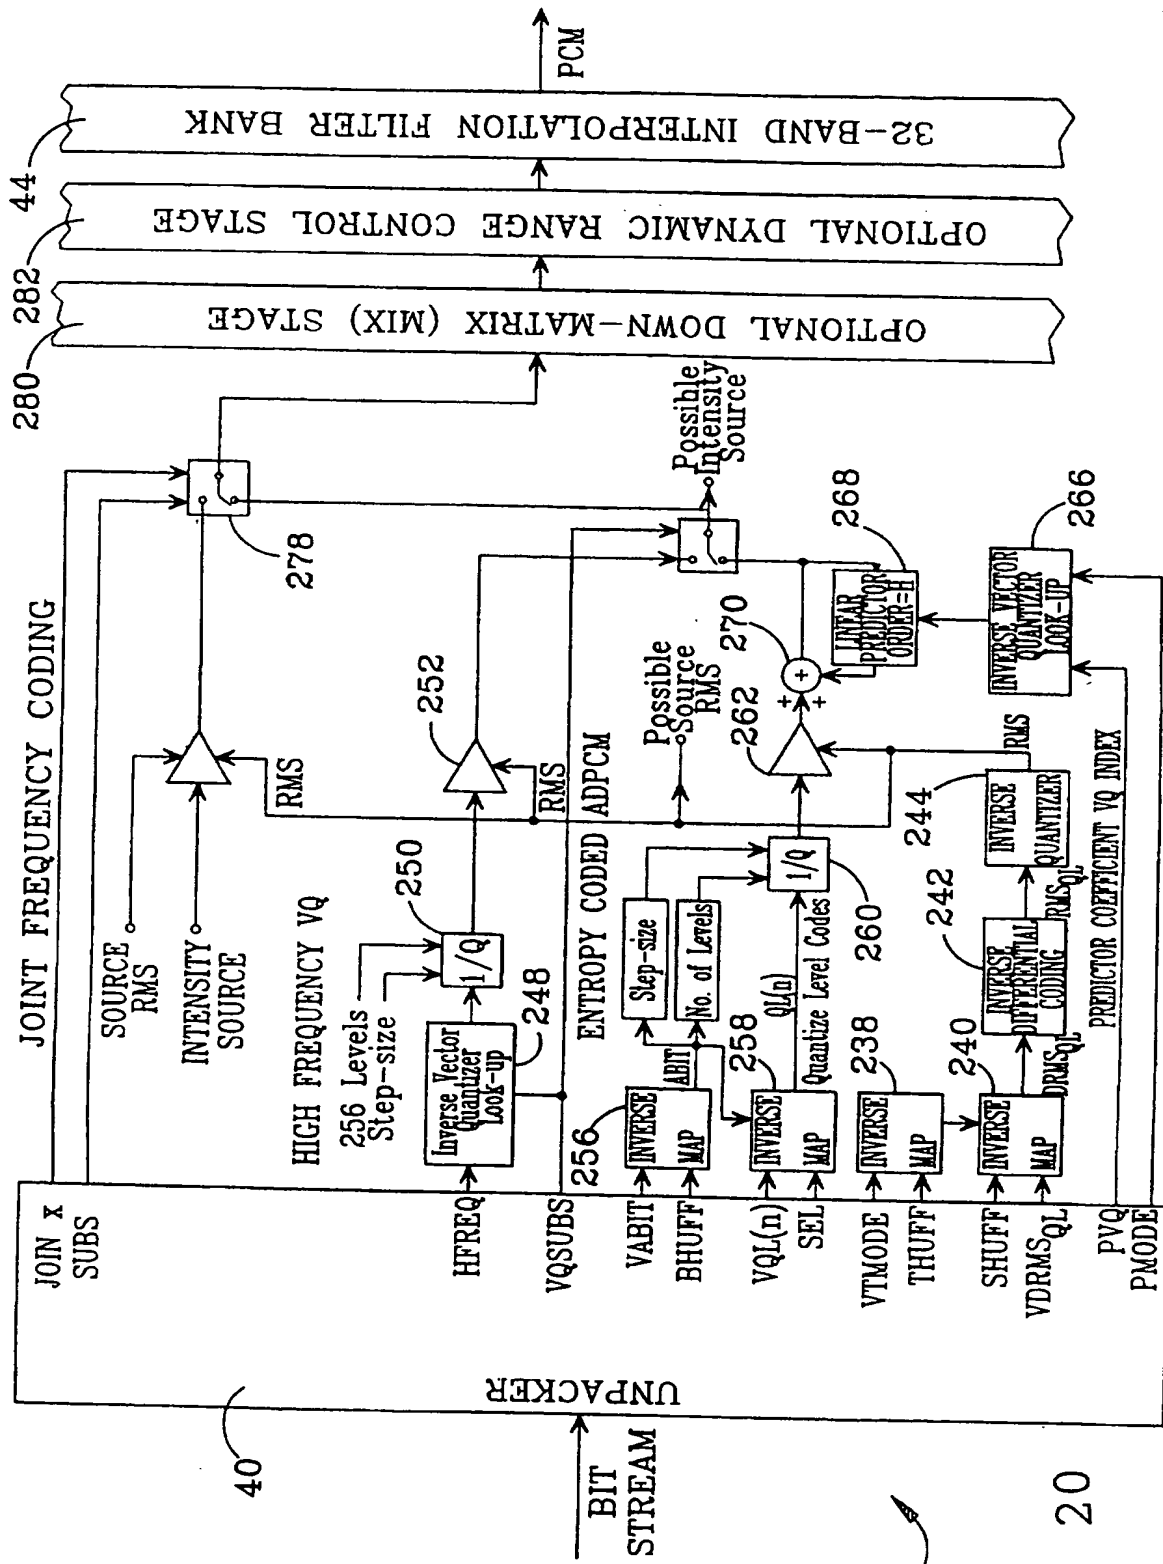 JOINT FREQUENCY CODING
44
282
280
40
20
BIT
STREAM
UNPACKER
JOIN X
SUBS
HFREQ
VQSUBS
VABIT
BHUFF
VQL(n)
SEL
VTMODE
THUFF
SHUFF
VDRMSQL
PVQ
PMODE
SOURCE
RMS
INTENSITY
SOURCE
RMS
278
HIGH FREQUENCY VQ
256 Levels
Step-size
Inverse Vector
Quantizer
Look-up
248
1/Q
250
252
RMS
ENTROPY CODED ADPCM
256
INVERSE
MAP
ABIT
Step-size
No. of Levels
258
INVERSE
MAP
QL(n)
Quantize Level Codes
1/Q
260
262
Possible
Source
RMS
270
+
+
+
238
INVERSE
MAP
240
INVERSE
MAP
DRMSQL
242
INVERSE
DIFFERENTIAL
CODING
RMSQL
244
INVERSE
QUANTIZER
RMS
PREDICTOR COEFFICIENT VQ INDEX
LINEAR
PREDICTOR
ORDER=H
268
INVERSE VECTOR
QUANTIZER
LOOK-UP
266
Possible
Intensity
Source
OPTIONAL DOWN-MATRIX (MIX) STAGE
OPTIONAL DYNAMIC RANGE CONTROL STAGE
32-BAND INTERPOLATION FILTER BANK
PCM